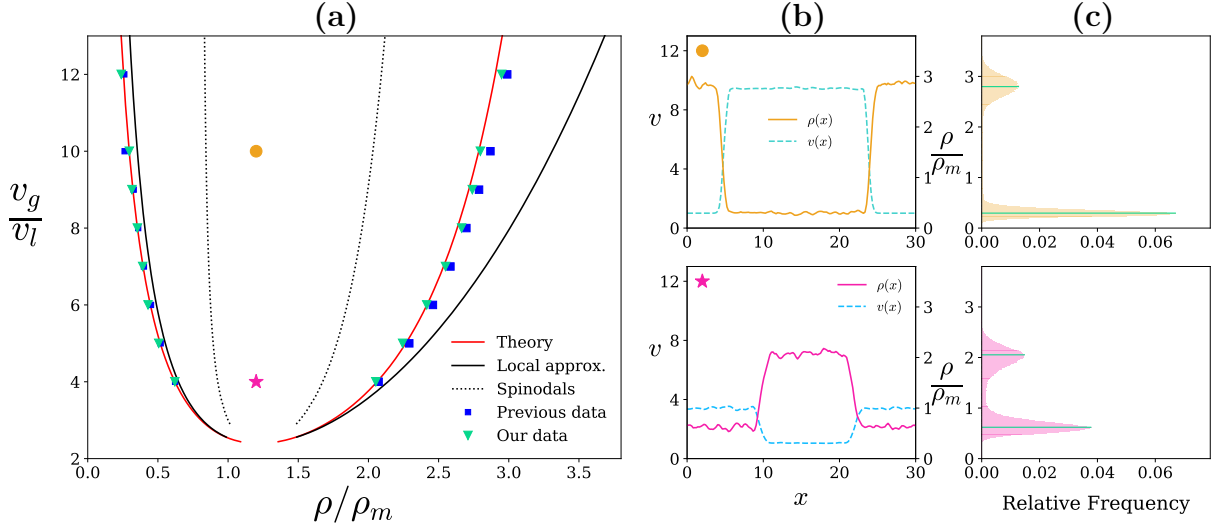 (a)
v_g
v_l
12
10
8
6
4
2
0.0 0.5 1.0 1.5 2.0 2.5 3.0 3.5
ρ/ρ_m
Theory
Local approx.
Spinodals
Previous data
Our data
(b)
v
12
8
4
0
0 10 20 30
3
2
1
0
ρ
ρ_m
ρ(x)
v(x)
v
12
8
4
0
0 10 20 30
x
3
2
1
0
ρ
ρ_m
ρ(x)
v(x)
(c)
3
2
1
0
0.00 0.02 0.04 0.06
3
2
1
0
0.00 0.02 0.04 0.06
Relative Frequency